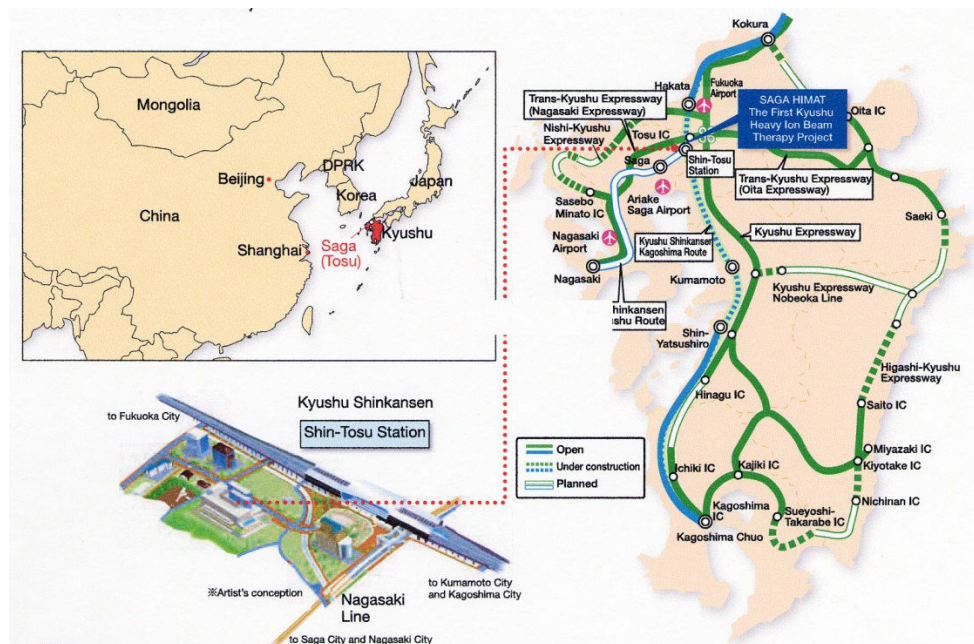 Mongolia
DPRK
Korea
Japan
Beijing
China
Shanghai
Kyushu
Saga
(Tosu)
Kokura
Hakata
Fukuoka
Airport
SAGA HIMAT
The First Kyushu
Heavy Ion Beam
Therapy Project
Oita IC
Trans-Kyushu Expressway
(Nagasaki Expressway)
Nishi-Kyushu
Expressway
Tosu IC
Saga
Shin-Tosu
Station
Trans-Kyushu Expressway
(Oita Expressway)
Sasebo
Minato IC
Ariake
Saga Airport
Saeki
Nagasaki
Airport
Kyushu Shinkansen
Kagoshima Route
Kyushu Expressway
Nagasaki
Kumamoto
Kyushu Expressway
Nobeoka Line
hinkansen
shu Route
Shin-
Yatsushiro
Higashi-Kyushu
Expressway
Hinagu IC
Saito IC
Open
Under construction
Planned
Miyazaki IC
Kiyotake IC
Ichiki IC
Kajiki IC
Nichinan IC
Kagoshima
IC
Sueyoshi-
Takarabe IC
Kagoshima Chuo
Kyushu Shinkansen
Shin-Tosu Station
to Fukuoka City
※Artist's conception
Nagasaki
Line
to Kumamoto City
and Kagoshima City
to Saga City and Nagasaki City